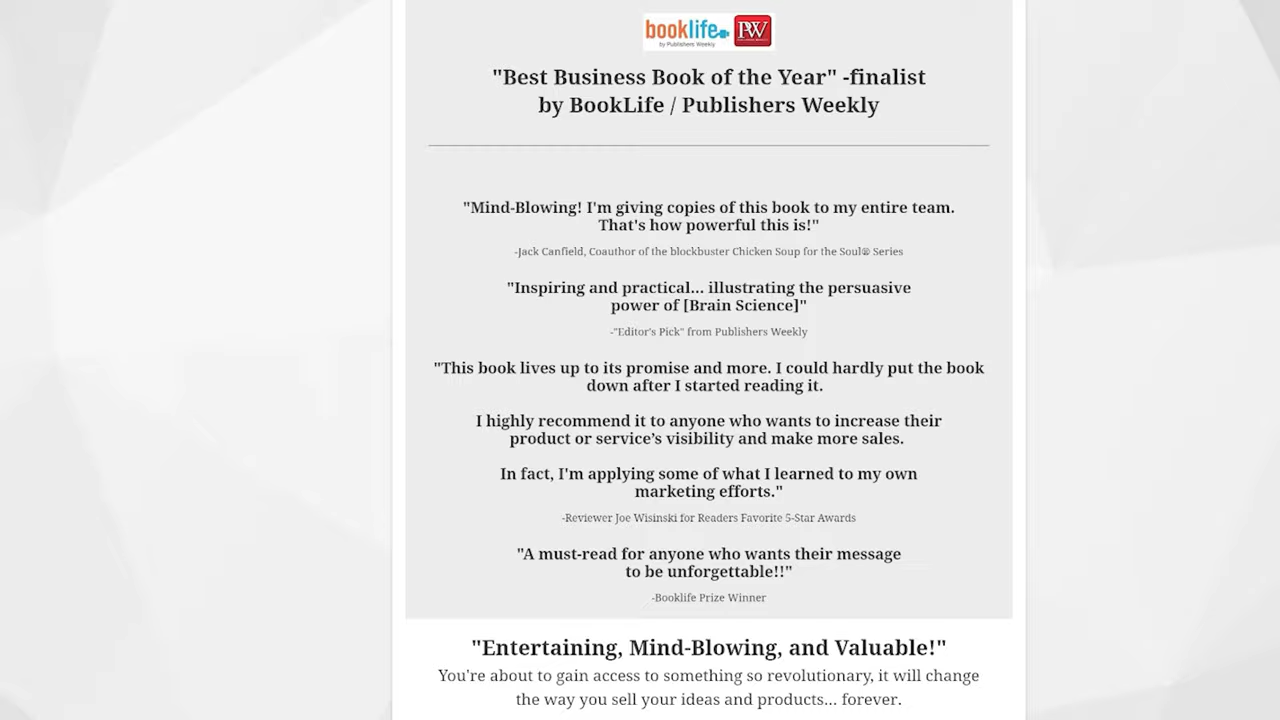 booklife
by Publishers Weekly
PW
"Best Business Book of the Year" -finalist
by BookLife / Publishers Weekly
"Mind-Blowing! I'm giving copies of this book to my entire team.
That's how powerful this is!"
-Jack Canfield, Coauthor of the blockbuster Chicken Soup for the Soul® Series
"Inspiring and practical... illustrating the persuasive
power of [Brain Science]"
-"Editor's Pick" from Publishers Weekly
"This book lives up to its promise and more. I could hardly put the book
down after I started reading it.
I highly recommend it to anyone who wants to increase their
product or service’s visibility and make more sales.
In fact, I'm applying some of what I learned to my own
marketing efforts."
-Reviewer Joe Wisinski for Readers Favorite 5-Star Awards
"A must-read for anyone who wants their message
to be unforgettable!!"
-Booklife Prize Winner
"Entertaining, Mind-Blowing, and Valuable!"
You're about to gain access to something so revolutionary, it will change
the way you sell your ideas and products... forever.